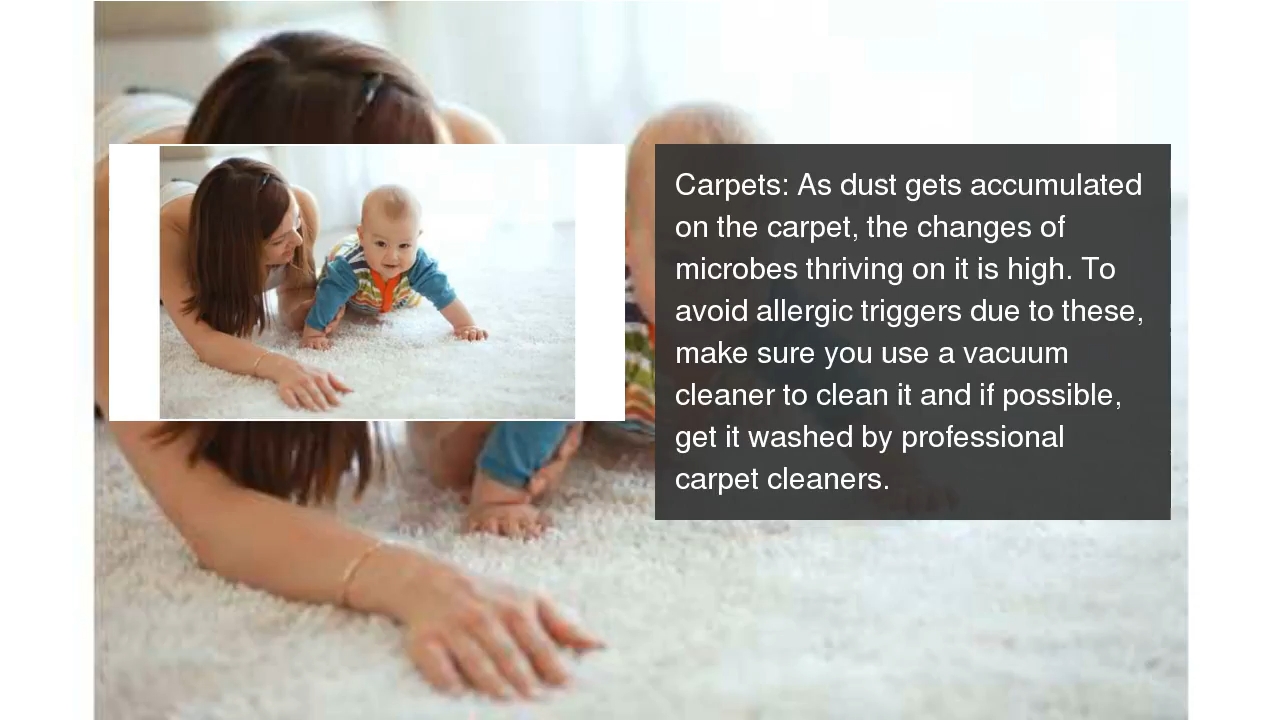 Carpets: As dust gets accumulated
on the carpet, the changes of
microbes thriving on it is high. To
avoid allergic triggers due to these,
make sure you use a vacuum
cleaner to clean it and if possible,
get it washed by professional
carpet cleaners.